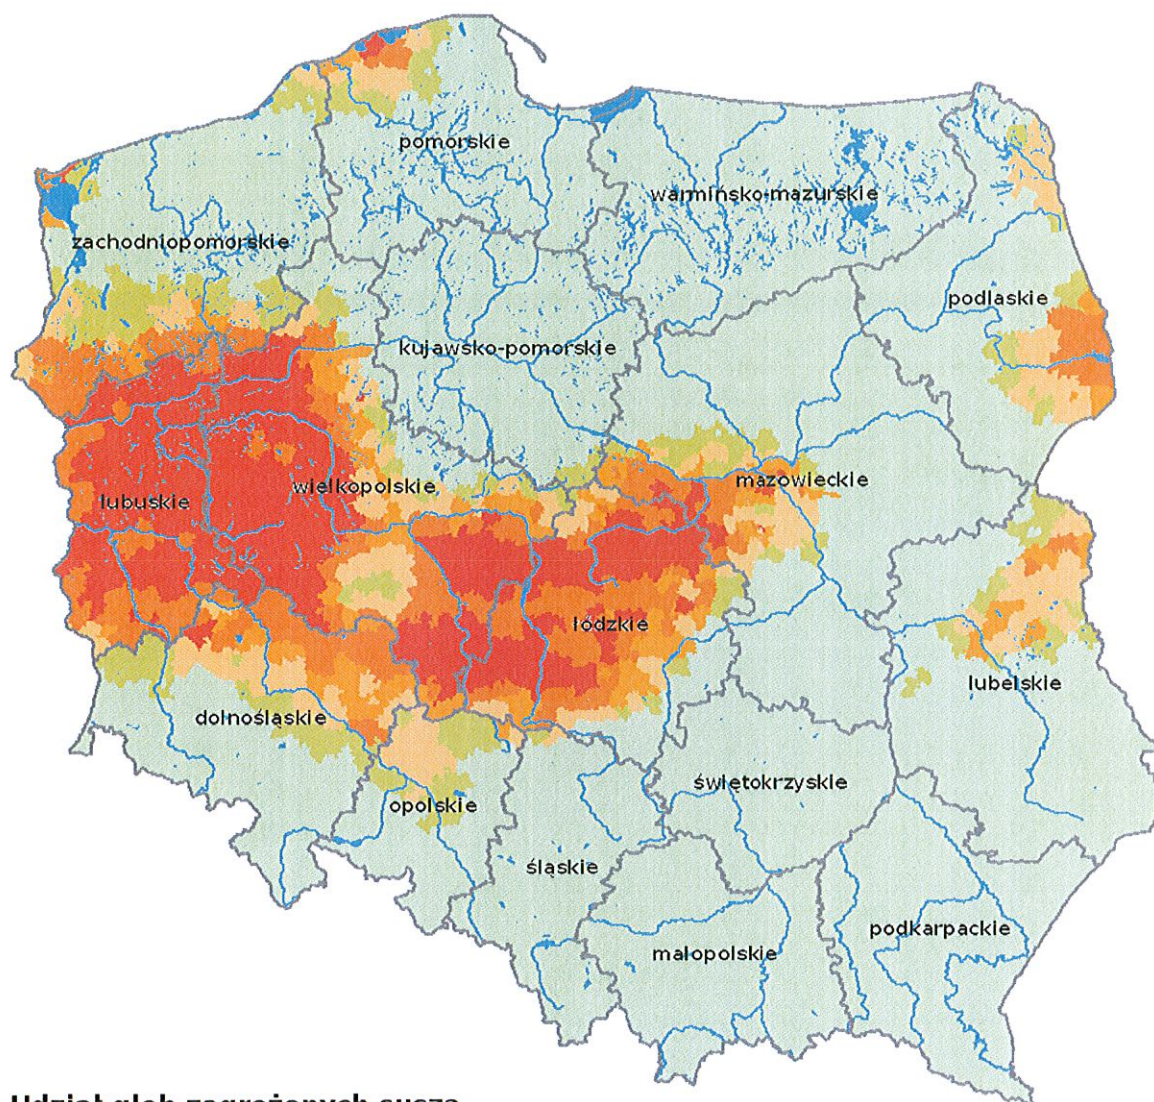 pomorskie
warmińsko-mazurskie
zachodniopomorskie
podlaskie
kujawsko-pomorskie
mazowieckie
wielkopolskie
lubuskie
łódzkie
lubelskie
dolnośląskie
świętokrzyskie
opolskie
śląskie
podkarpackie
małopolskie
Udział gleb zagrożonych suszą